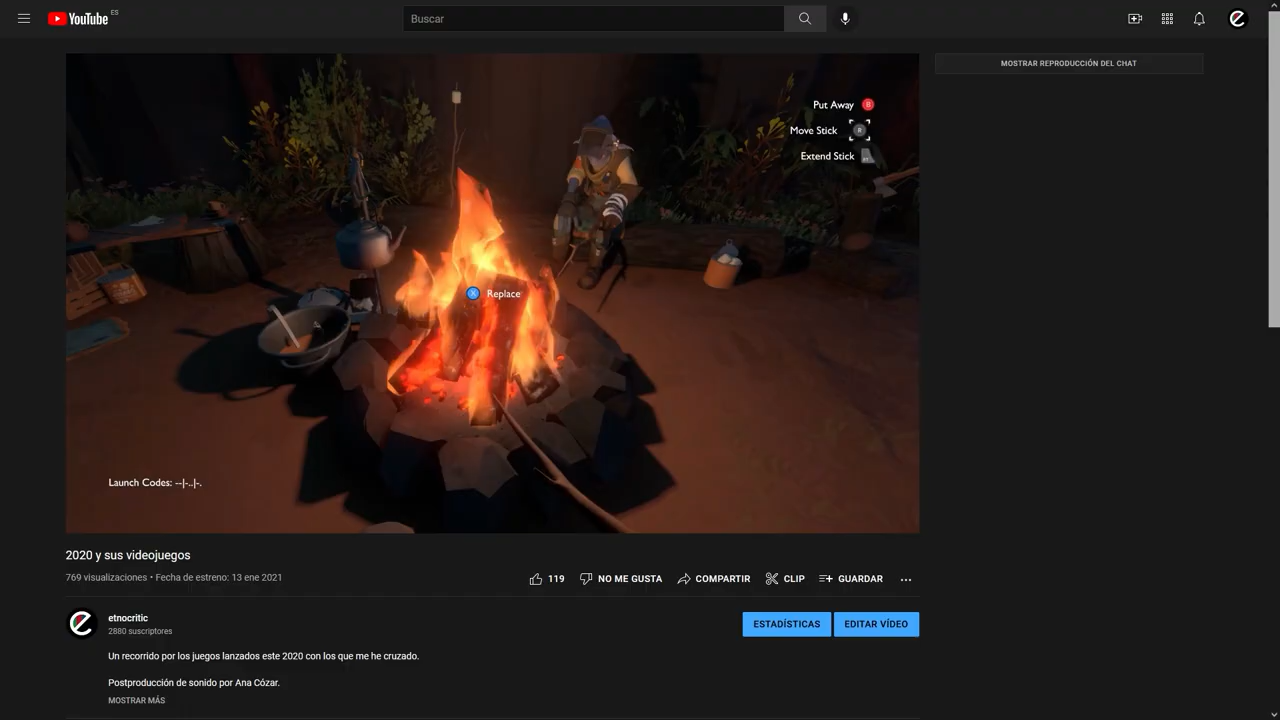 YouTube ES
Buscar
MOSTRAR REPRODUCCIÓN DEL CHAT
Put Away B
Move Stick R
Extend Stick
X Replace
Launch Codes: --|-..|-.
2020 y sus videojuegos
769 visualizaciones • Fecha de estreno: 13 ene 2021
119 NO ME GUSTA COMPARTIR CLIP GUARDAR ...
etnocritic
2880 suscriptores
ESTADÍSTICAS EDITAR VÍDEO
Un recorrido por los juegos lanzados este 2020 con los que me he cruzado.
Postproducción de sonido por Ana Cózar.
MOSTRAR MÁS